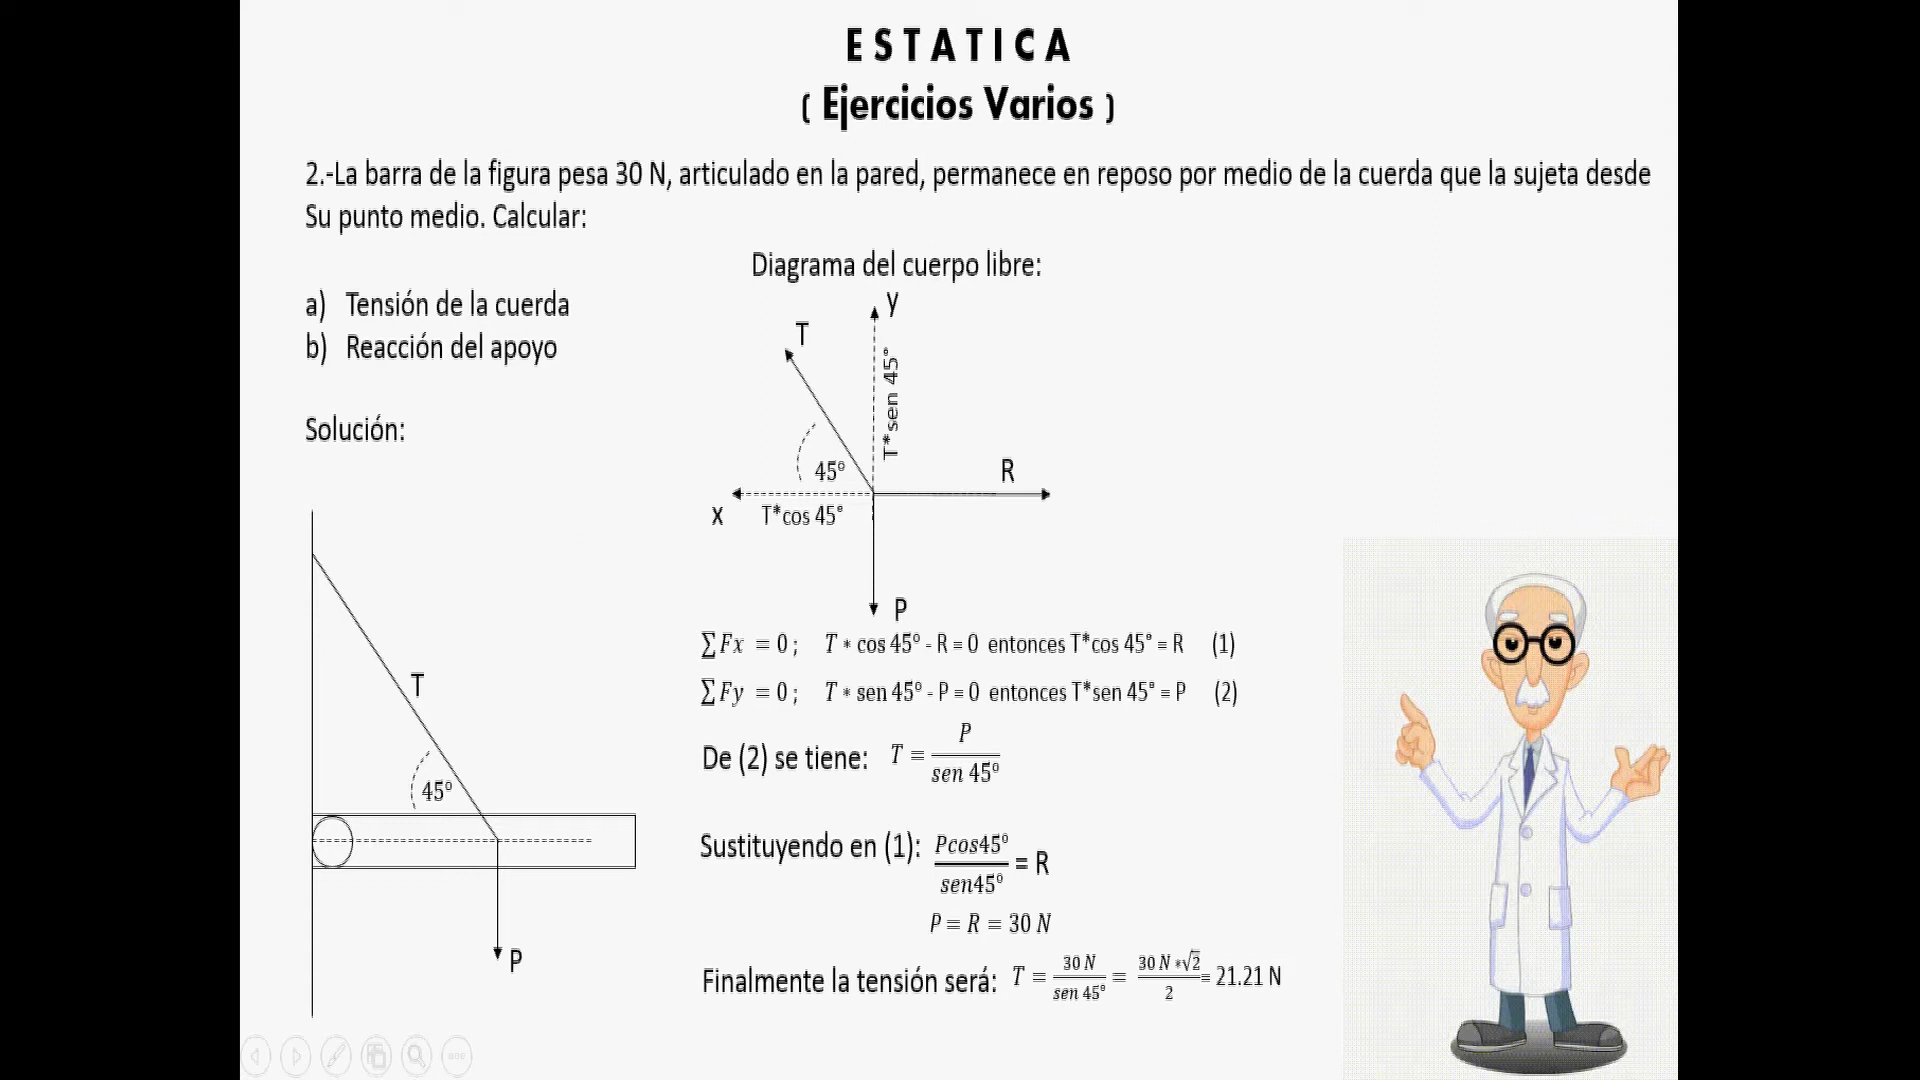 E S T A T I C A
( Ejercicios Varios )
2.-La barra de la figura pesa 30 N, articulado en la pared, permanece en reposo por medio de la cuerda que la sujeta desde
Su punto medio. Calcular:
a) Tensión de la cuerda
b) Reacción del apoyo
Solución:
T
45°
P
Diagrama del cuerpo libre:
y
T
T*sen 45°
45°
R
x
T*cos 45°
P
∑Fx = 0 ; T * cos 45° - R = 0 entonces T*cos 45° = R (1)
∑Fy = 0 ; T * sen 45° - P = 0 entonces T*sen 45° = P (2)
De (2) se tiene: T = P / sen 45°
Sustituyendo en (1): Pcos45° / sen45° = R
P = R = 30 N
Finalmente la tensión será: T = 30 N / sen 45° = 30 N *√2 / 2 = 21.21 N